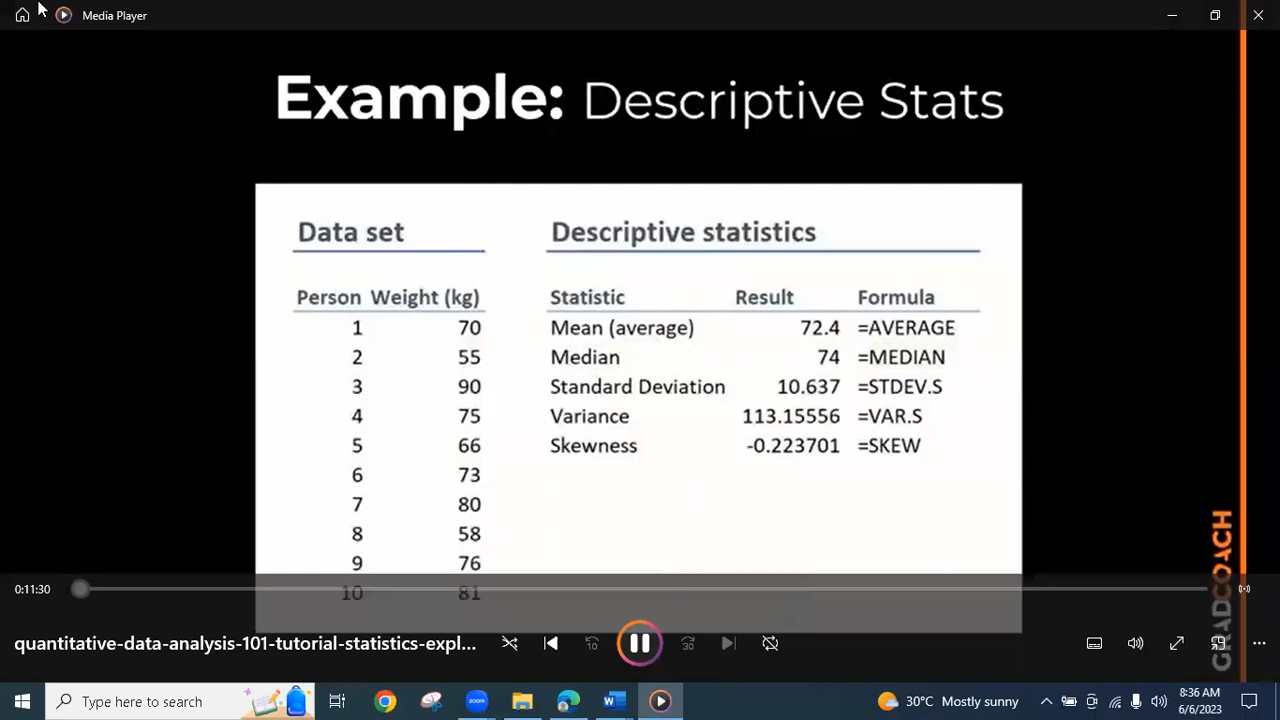 Media Player
Example: Descriptive Stats
Data set
Person Weight (kg)
1 70
2 55
3 90
4 75
5 66
6 73
7 80
8 58
9 76
10 81
Descriptive statistics
Statistic Result Formula
Mean (average) 72.4 =AVERAGE
Median 74 =MEDIAN
Standard Deviation 10.637 =STDEV.S
Variance 113.15556 =VAR.S
Skewness -0.223701 =SKEW
GRADCOACH
0:11:30
quantitative-data-analysis-101-tutorial-statistics-expl...
10
30
Type here to search
zoom
30°C Mostly sunny
8:36 AM
6/6/2023